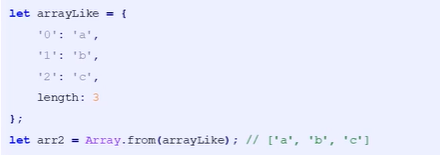 let arrayLike = {
    '0': 'a',
    '1': 'b',
    '2': 'c',
    length: 3
};
let arr2 = Array.from(arrayLike); // ['a', 'b', 'c']